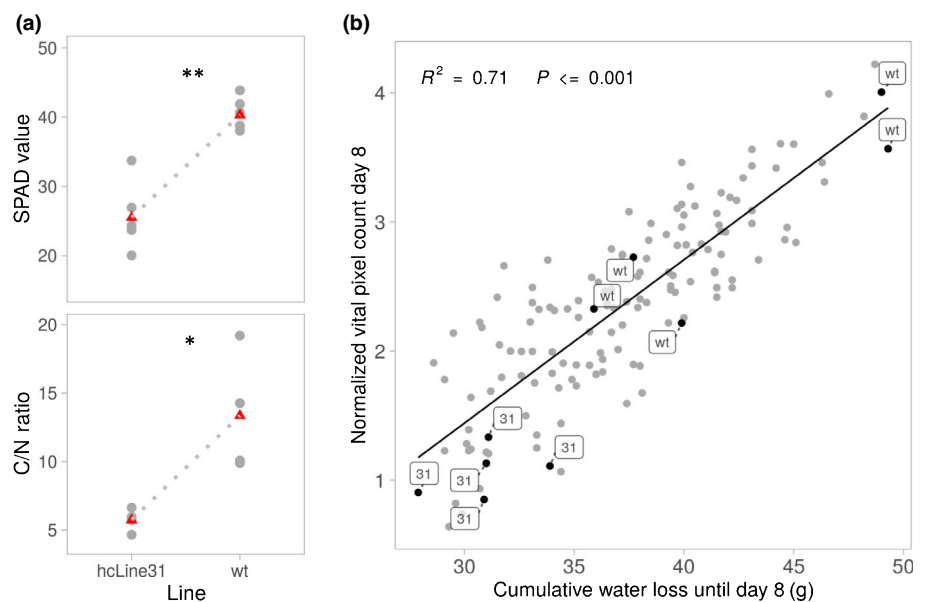 (a)
50
40
30
20
SPAD value
**
20
15
10
5
C/N ratio
*
hcLine31
wt
Line
(b)
R² = 0.71 P <= 0.001
4
3
2
1
Normalized vital pixel count day 8
wt
wt
wt
wt
wt
31
31
31
31
31
30
35
40
45
50
Cumulative water loss until day 8 (g)